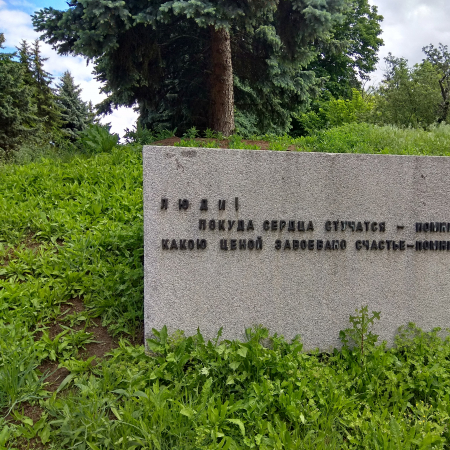 ЛЮДИ!
ПОКУДА СЕРДЦА СТУЧАТСЯ –
КАКОЮ ЦЕНОЙ ЗАВОЕВАНО СЧАСТЬЕ –